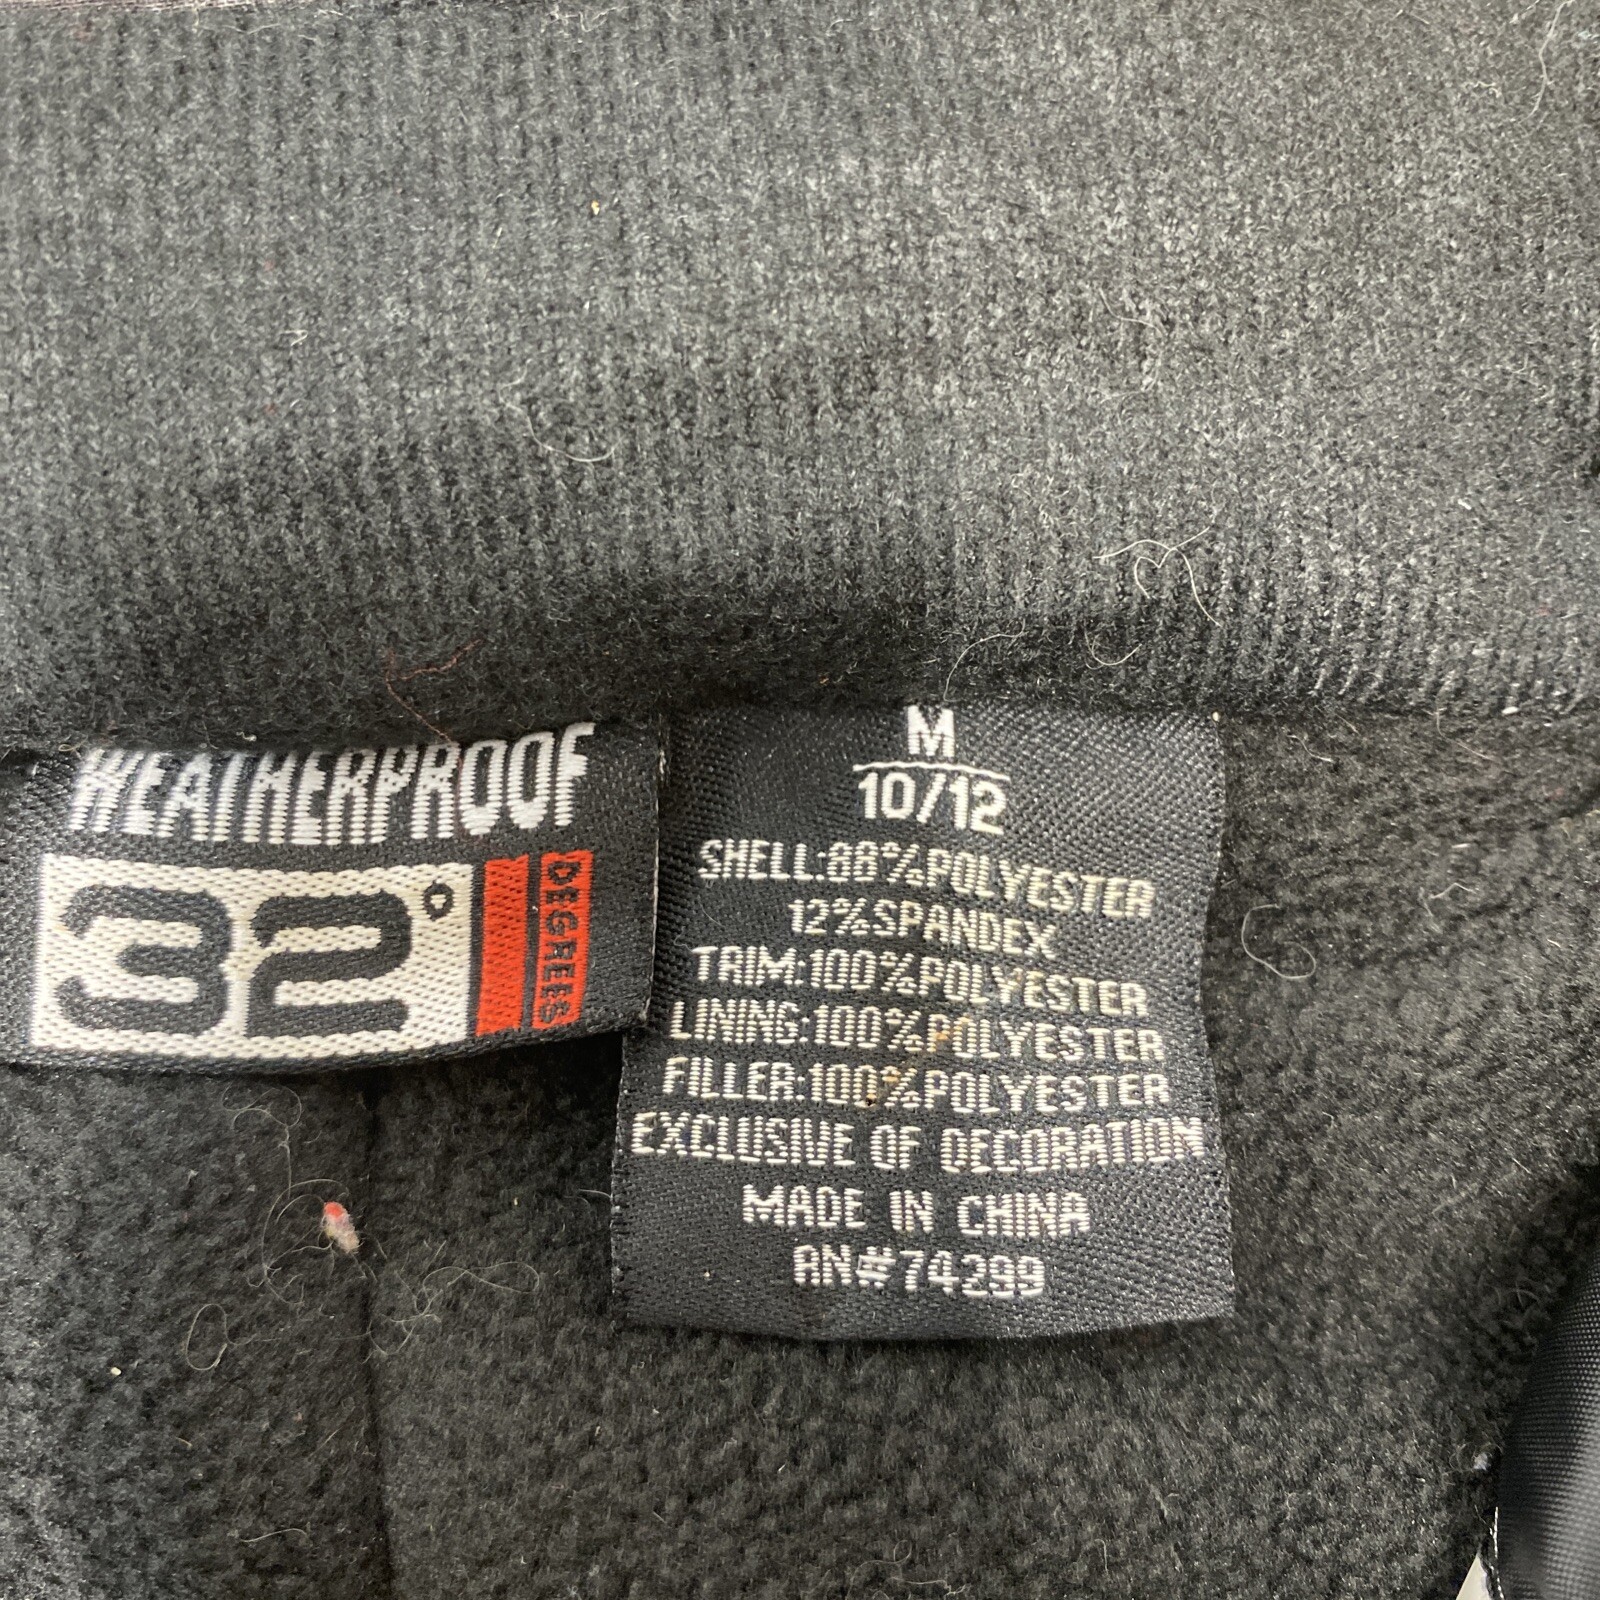 WEATHERPROOF
32°
DEGREES
M
10/12
SHELL:88%POLYESTER
12%SPANDEX
TRIM:100%POLYESTER
LINING:100%POLYESTER
FILLER:100%POLYESTER
EXCLUSIVE OF DECORATION
MADE IN CHINA
RN#74299